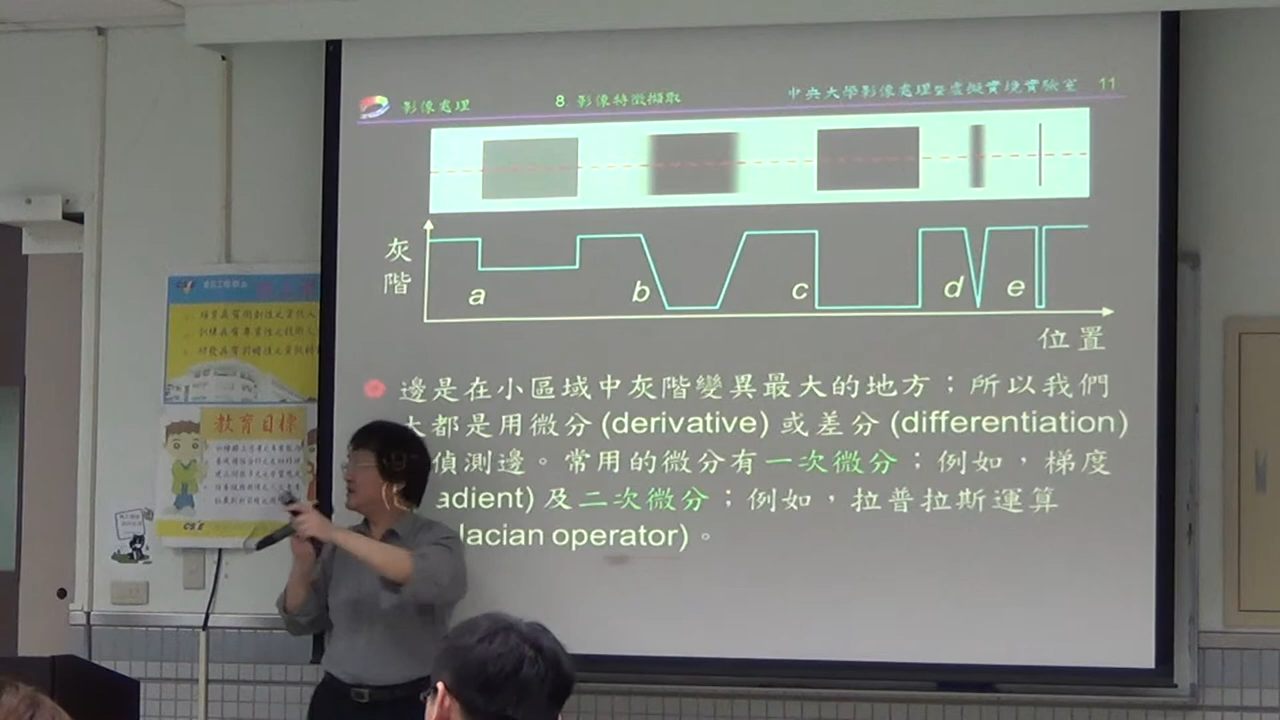 影像處理
8 影像特徵擷取
中央大學影像處理暨虛擬實境實驗室 11
灰階
a
b
c
d
e
位置
邊是在小區域中灰階變異最大的地方；所以我們
大都是用微分 (derivative) 或差分 (differentiation)
偵測邊。常用的微分有一次微分；例如，梯度
adient) 及二次微分；例如，拉普拉斯運算
lacian operator)。
教育目標
CSIE